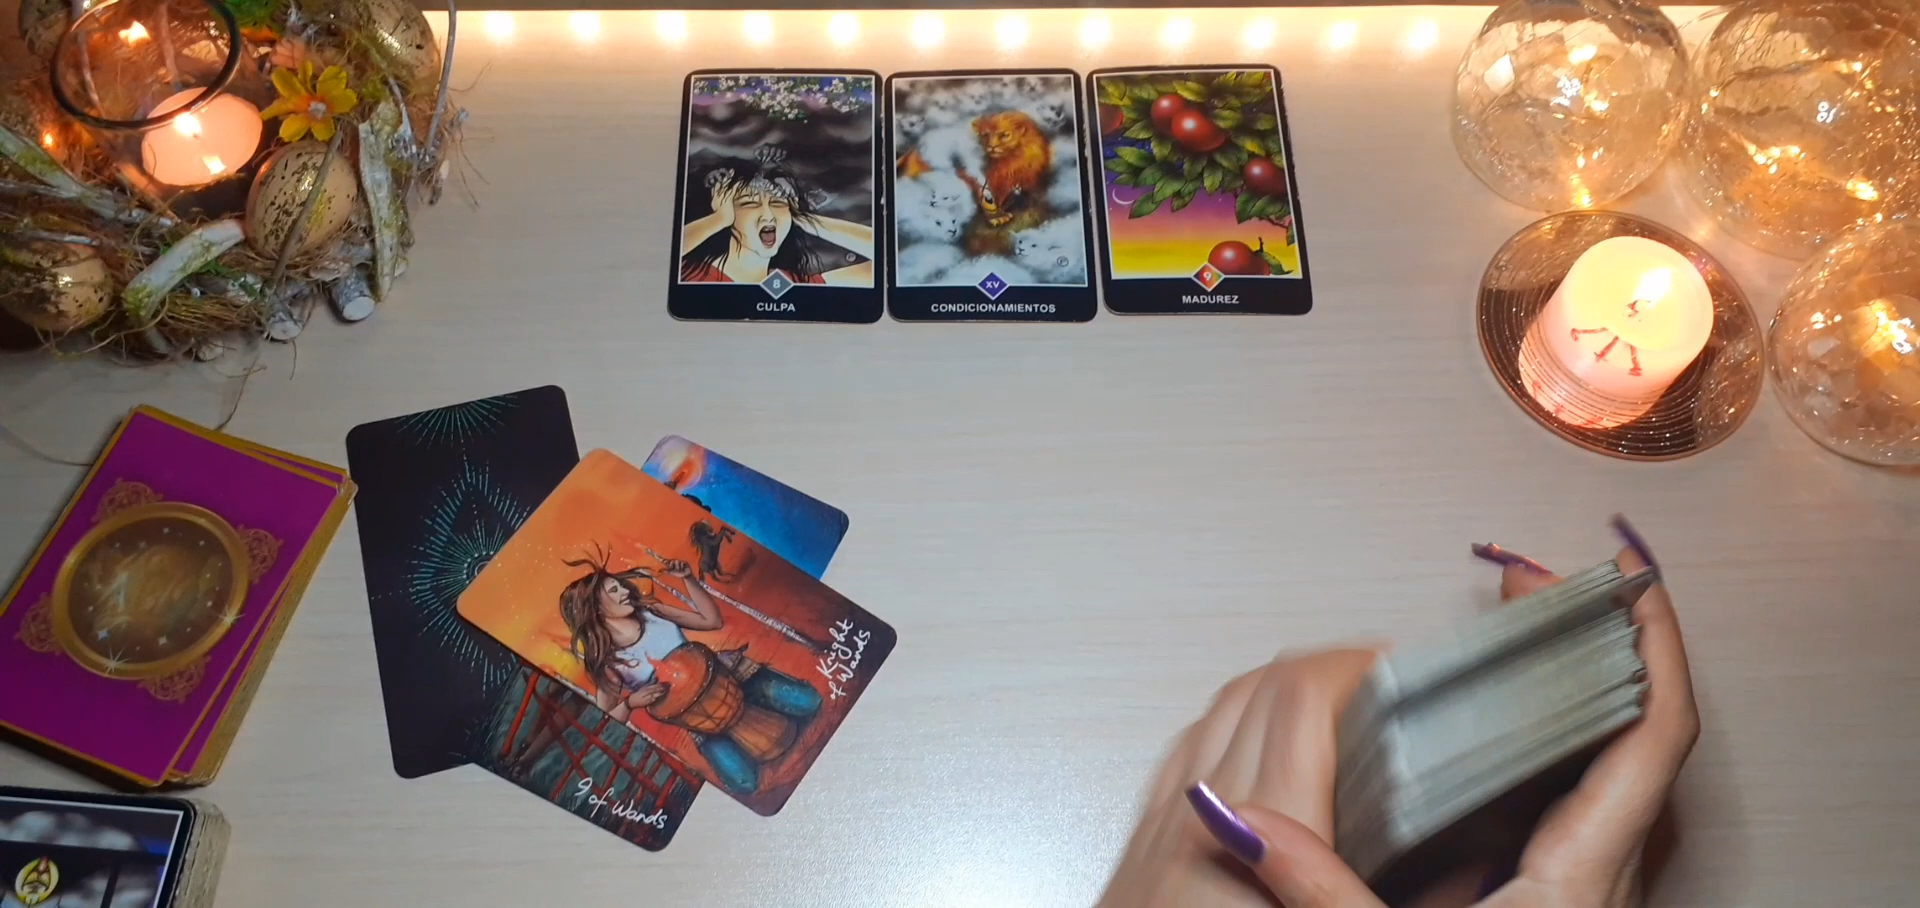 8
CULPA
XV
CONDICIONAMIENTOS
9
MADUREZ
Knight
of Wands
9 of Wands